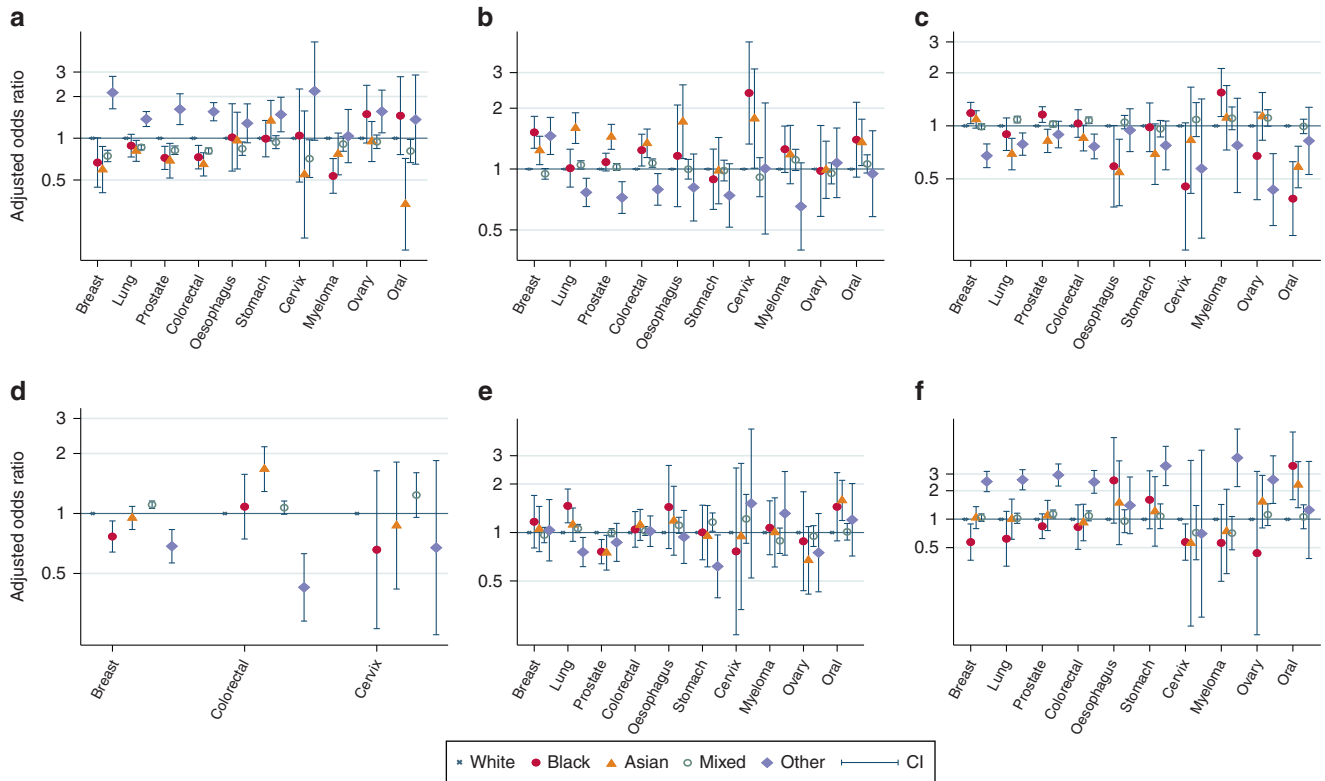 a
Adjusted odds ratio
3
2
1
0.5
Breast
Lung
Prostate
Colorectal
Oesophagus
Stomach
Cervix
Myeloma
Ovary
Oral
b
3
2
1
0.5
Breast
Lung
Prostate
Colorectal
Oesophagus
Stomach
Cervix
Myeloma
Ovary
Oral
c
3
2
1
0.5
Breast
Lung
Prostate
Colorectal
Oesophagus
Stomach
Cervix
Myeloma
Ovary
Oral
d
Adjusted odds ratio
3
2
1
0.5
Breast
Colorectal
Cervix
e
3
2
1
0.5
Breast
Lung
Prostate
Colorectal
Oesophagus
Stomach
Cervix
Myeloma
Ovary
Oral
f
3
2
1
0.5
Breast
Lung
Prostate
Colorectal
Oesophagus
Stomach
Cervix
Myeloma
Ovary
Oral
White Black Asian Mixed Other CI